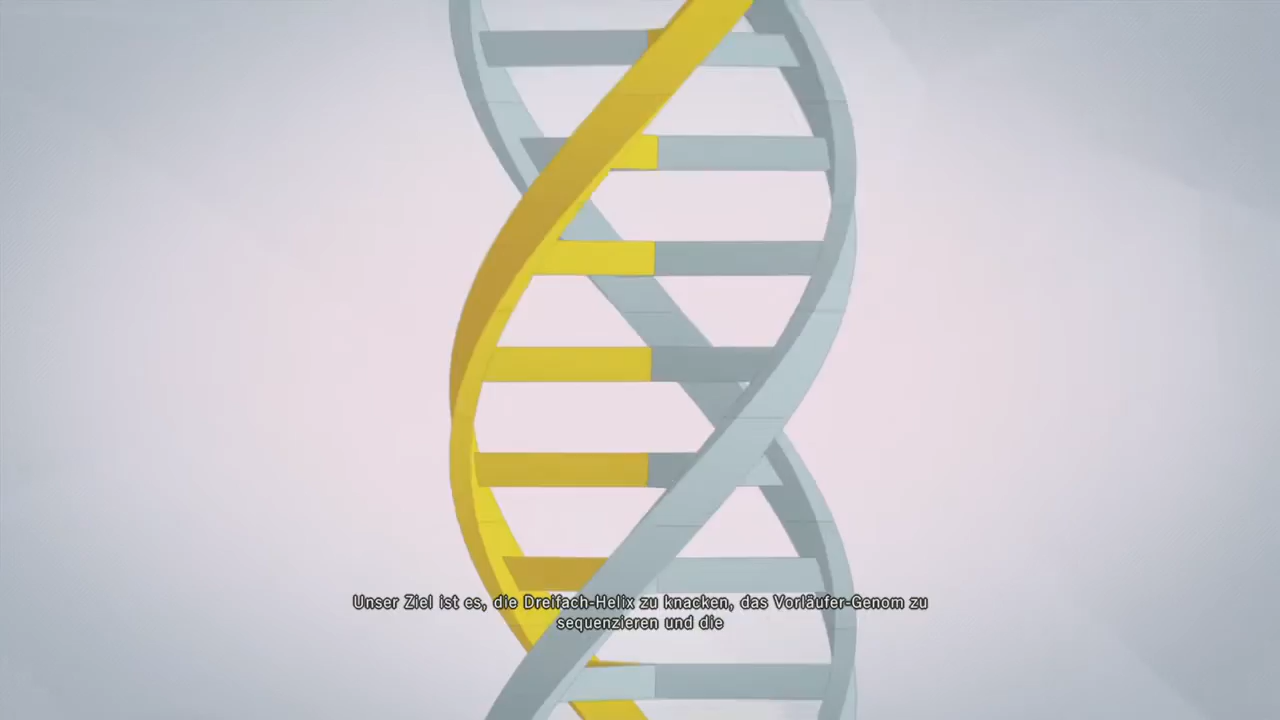 Unser Ziel ist es, die Dreifach-Helix zu knacken, das Vorläufer-Genom zu
sequenzieren und die